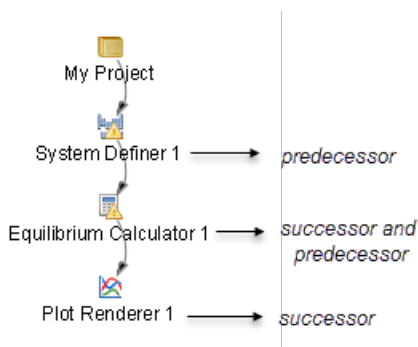 My Project
System Definer 1
predecessor
Equilibrium Calculator 1
successor and
predecessor
Plot Renderer 1
successor